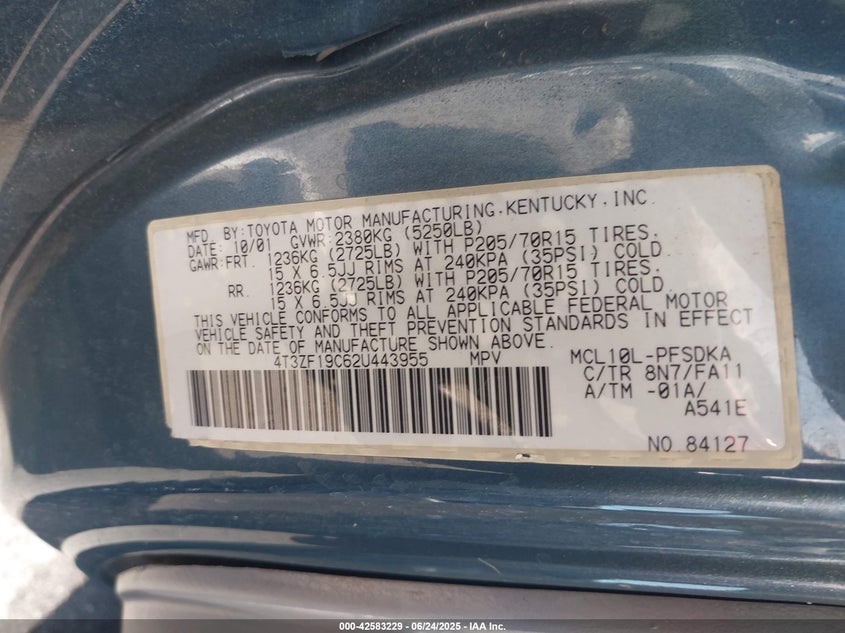 MFD. BY:TOYOTA MOTOR MANUFACTURING,KENTUCKY,INC.
DATE: 10/01 GVWR:2380KG (5250LB)
GAWR:FRT. 1236KG (2725LB) WITH P205/70R15 TIRES.
15 X 6.5JJ RIMS AT 240KPA (35PSI) COLD.
RR. 1236KG (2725LB) WITH P205/70R15 TIRES.
15 X 6.5JJ RIMS AT 240KPA (35PSI) COLD
THIS VEHICLE CONFORMS TO ALL APPLICABLE FEDERAL MOTOR
VEHICLE SAFETY AND THEFT PREVENTION STANDARDS IN EFFECT
ON THE DATE OF MANUFACTURE SHOWN ABOVE.
4T3ZF19C62U443955 MPV
MCL10L-PFSDKA
C/TR 8N7/FA11
A/TM -01A/
A541E
NO.84127
000-42583229 - 06/24/2025 - IAA Inc.